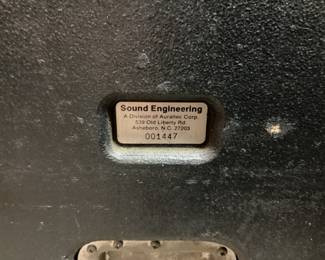 Sound Engineering
A Division of Auratec Corp.
539 Old Liberty Rd
Asheboro, N.C. 27203
001447